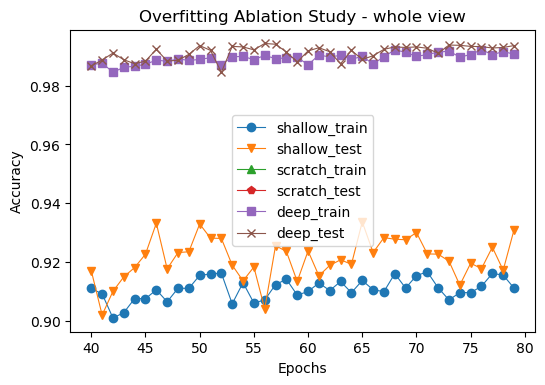 Overfitting Ablation Study - whole view
Accuracy
0.98
0.96
0.94
0.92
0.90
shallow_train
shallow_test
scratch_train
scratch_test
deep_train
deep_test
40 45 50 55 60 65 70 75 80
Epochs